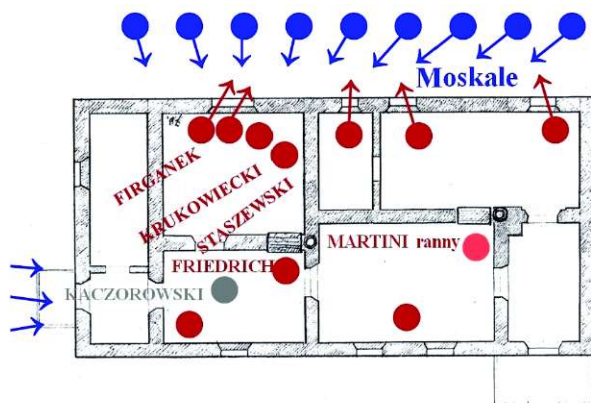 Moskale
FIRGANEK
KRUKOWIECKI
STASZEWSKI
MARTINI ranny
FRIEDRICH
KACZOROWSKI